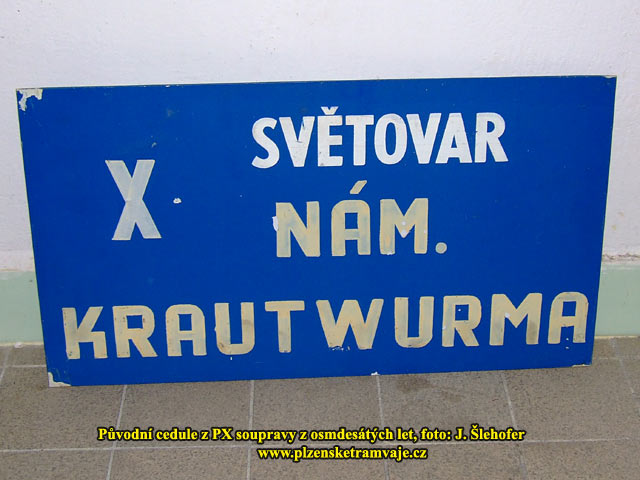 SVĚTOVAR
X
NÁM.
KRAUTWURMA
Původní cedule z PX soupravy z osmdesátých let, foto: J. Šlehofer
www.plzensketramvaje.cz